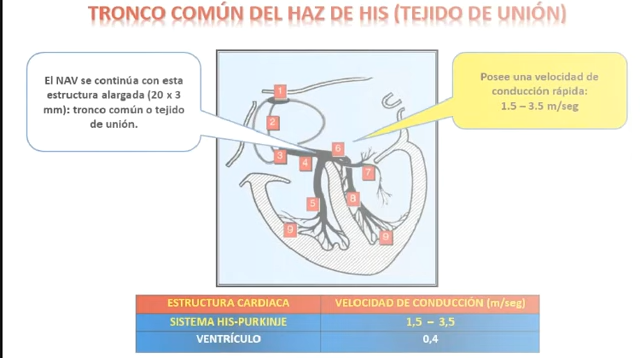 TRONCO COMÚN DEL HAZ DE HIS (TEJIDO DE UNIÓN)
El NAV se continúa con esta
estructura alargada (20 x 3
mm): tronco común o tejido
de unión.
Posee una velocidad de
conducción rápida:
1.5 – 3.5 m/seg
1
2
3
4
6
7
5
8
9
9
ESTRUCTURA CARDIACA VELOCIDAD DE CONDUCCIÓN (m/seg)
SISTEMA HIS-PURKINJE 1,5 – 3,5
VENTRÍCULO 0,4